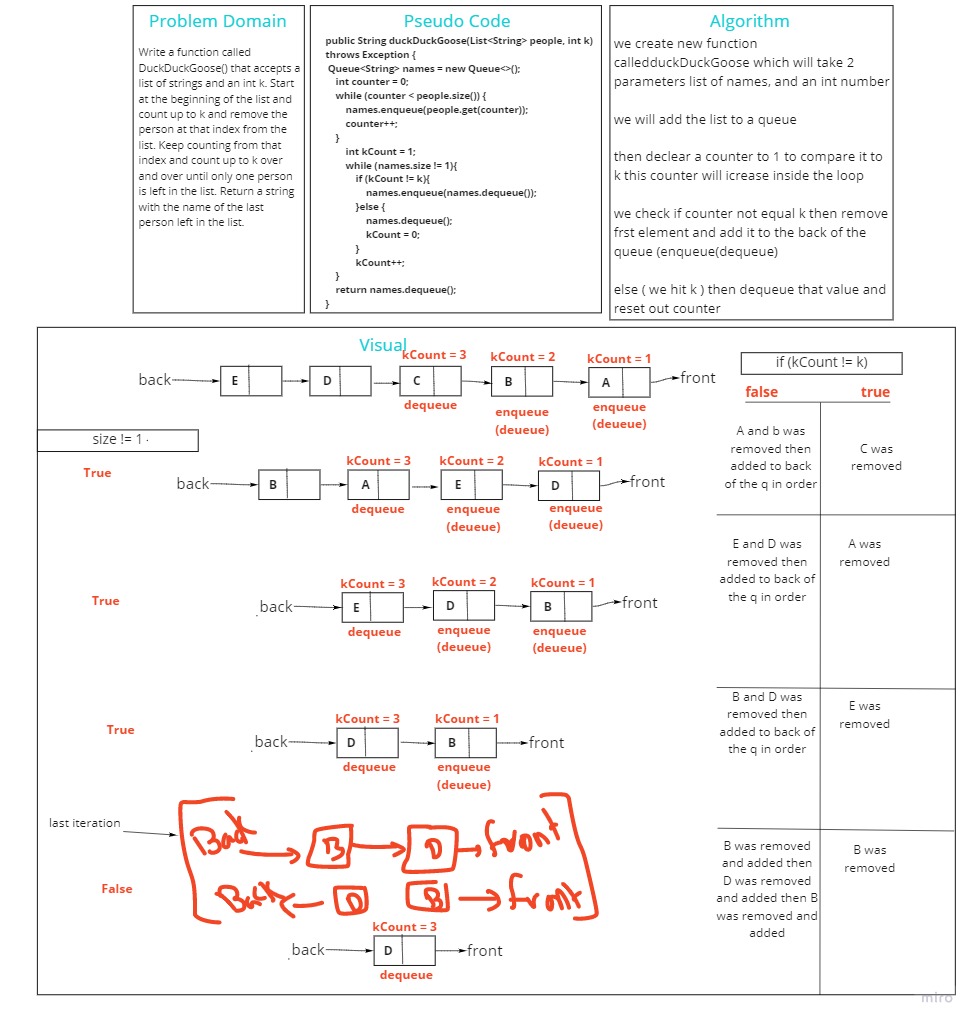 Problem Domain
Write a function called
DuckDuckGoose() that accepts a
list of strings and an int k. Start
at the beginning of the list and
count up to k and remove the
person at that index from the
list. Keep counting from that
index and count up to k over
and over until only one person
is left in the list. Return a string
with the name of the last
person left in the list.
Pseudo Code
public String duckDuckGoose(List<String> people, int k)
throws Exception {
Queue<String> names = new Queue<>();
int counter = 0;
while (counter < people.size()) {
names.enqueue(people.get(counter));
counter++;
}
int kCount = 1;
while (names.size != 1){
if (kCount != k){
names.enqueue(names.dequeue());
}else {
names.dequeue();
kCount = 0;
}
kCount++;
}
return names.dequeue();
}
Algorithm
we create new function
calledduckDuckGoose which will take 2
parameters list of names, and an int number
we will add the list to a queue
then declear a counter to 1 to compare it to
k this counter will icrease inside the loop
we check if counter not equal k then remove
frst element and add it to the back of the
queue (enqueue(dequeue)
else ( we hit k ) then dequeue that value and
reset out counter
Visual
kCount = 3 kCount = 2 kCount = 1
back E D C B A front
dequeue enqueue enqueue
(deueue) (deueue)
if (kCount != k)
false true
A and b was
removed then
added to back
of the q in order
C was
removed
size != 1 .
True
kCount = 3 kCount = 2 kCount = 1
back B A E D front
dequeue enqueue enqueue
(deueue) (deueue)
E and D was
removed then
added to back of
the q in order
A was
removed
True
kCount = 3 kCount = 2 kCount = 1
back E D B front
dequeue enqueue enqueue
(deueue) (deueue)
B and D was
removed then
added to back of
the q in order
E was
removed
True
kCount = 3 kCount = 1
back D B front
dequeue enqueue
(deueue)
last iteration
Back B D front
False
Back D B front
B was removed
and added then
D was removed
and added then B
was removed and
added
B was
removed
kCount = 3
back D front
dequeue
miro